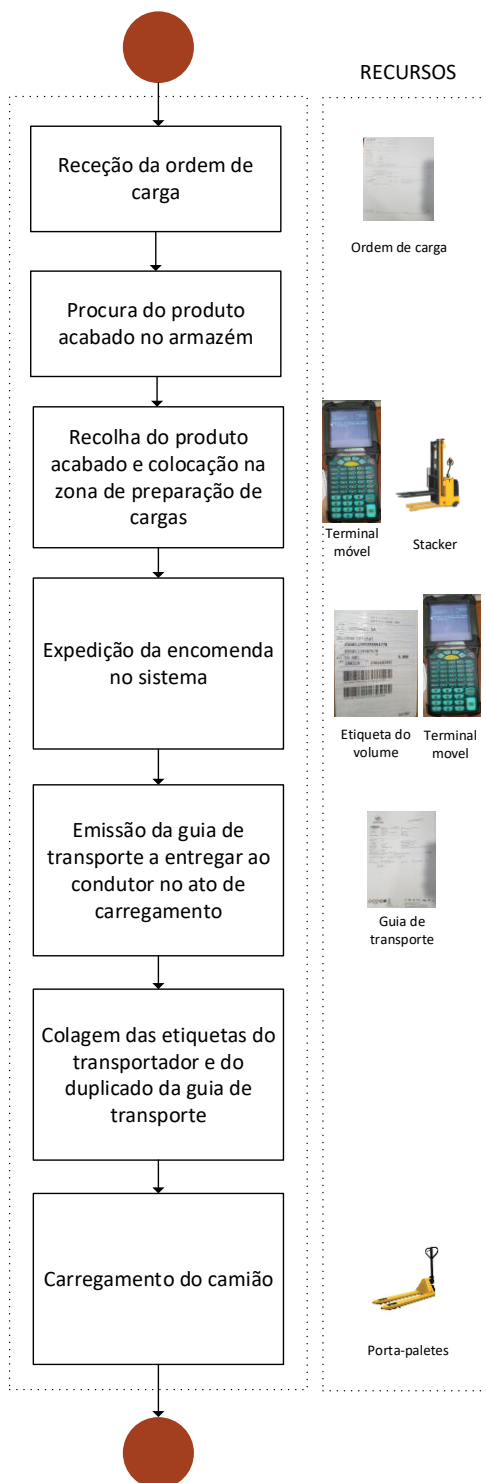 RECURSOS
Receção da ordem de
carga
Ordem de carga
Procura do produto
acabado no armazém
Recolha do produto
acabado e colocação na
zona de preparação de
cargas
Terminal
móvel
Stacker
Expedição da encomenda
no sistema
Etiqueta do
volume
Terminal
movel
Emissão da guia de
transporte a entregar ao
condutor no ato de
carregamento
Guia de
transporte
Colagem das etiquetas do
transportador e do
duplicado da guia de
transporte
Carregamento do camião
Porta-paletes